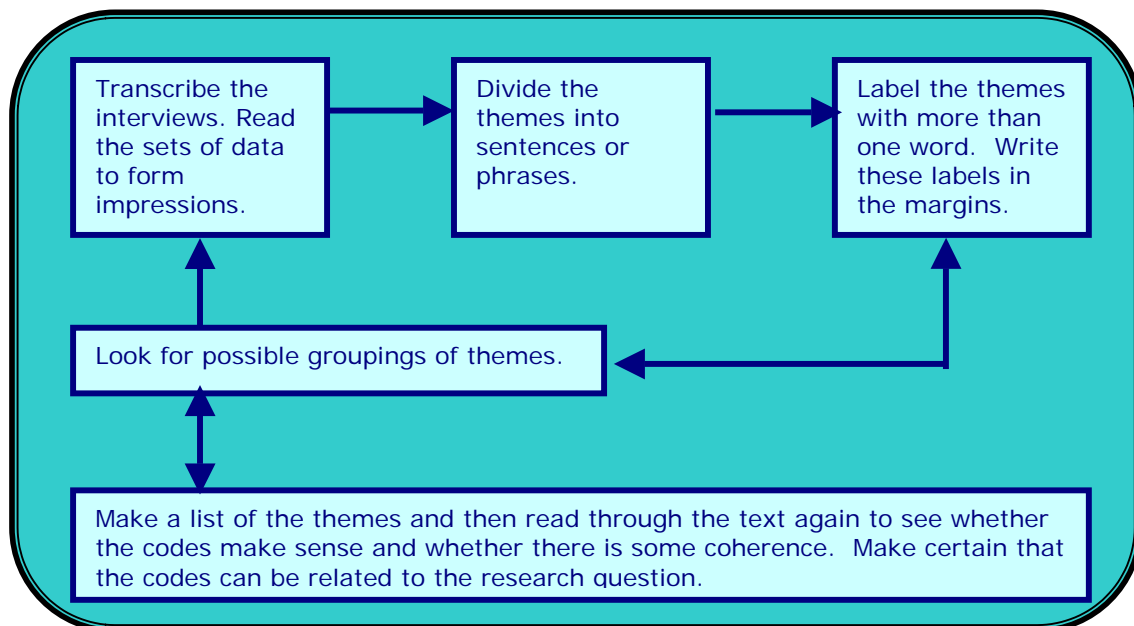 Transcribe the
interviews. Read
the sets of data
to form
impressions.
Divide the
themes into
sentences or
phrases.
Label the themes
with more than
one word.  Write
these labels in
the margins.
Look for possible groupings of themes.
Make a list of the themes and then read through the text again to see whether
the codes make sense and whether there is some coherence.  Make certain that
the codes can be related to the research question.